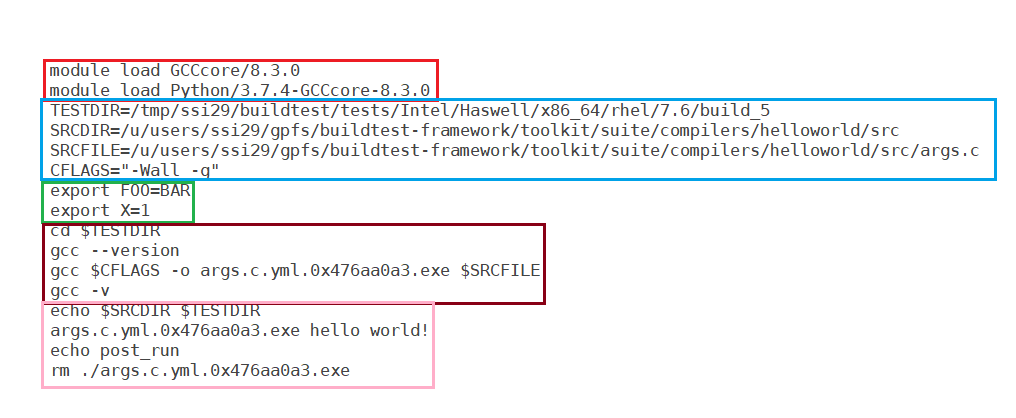 module load GCCcore/8.3.0
module load Python/3.7.4-GCCcore-8.3.0
TESTDIR=/tmp/ssi29/buildtest/tests/Intel/Haswell/x86_64/rhel/7.6/build_5
SRCDIR=/u/users/ssi29/gpfs/buildtest-framework/toolkit/suite/compilers/helloworld/src
SRCFILE=/u/users/ssi29/gpfs/buildtest-framework/toolkit/suite/compilers/helloworld/src/args.c
CFLAGS="-Wall -g"
export FOO=BAR
export X=1
cd $TESTDIR
gcc --version
gcc $CFLAGS -o args.c.yml.0x476aa0a3.exe $SRCFILE
gcc -v
echo $SRCDIR $TESTDIR
args.c.yml.0x476aa0a3.exe hello world!
echo post_run
rm ./args.c.yml.0x476aa0a3.exe